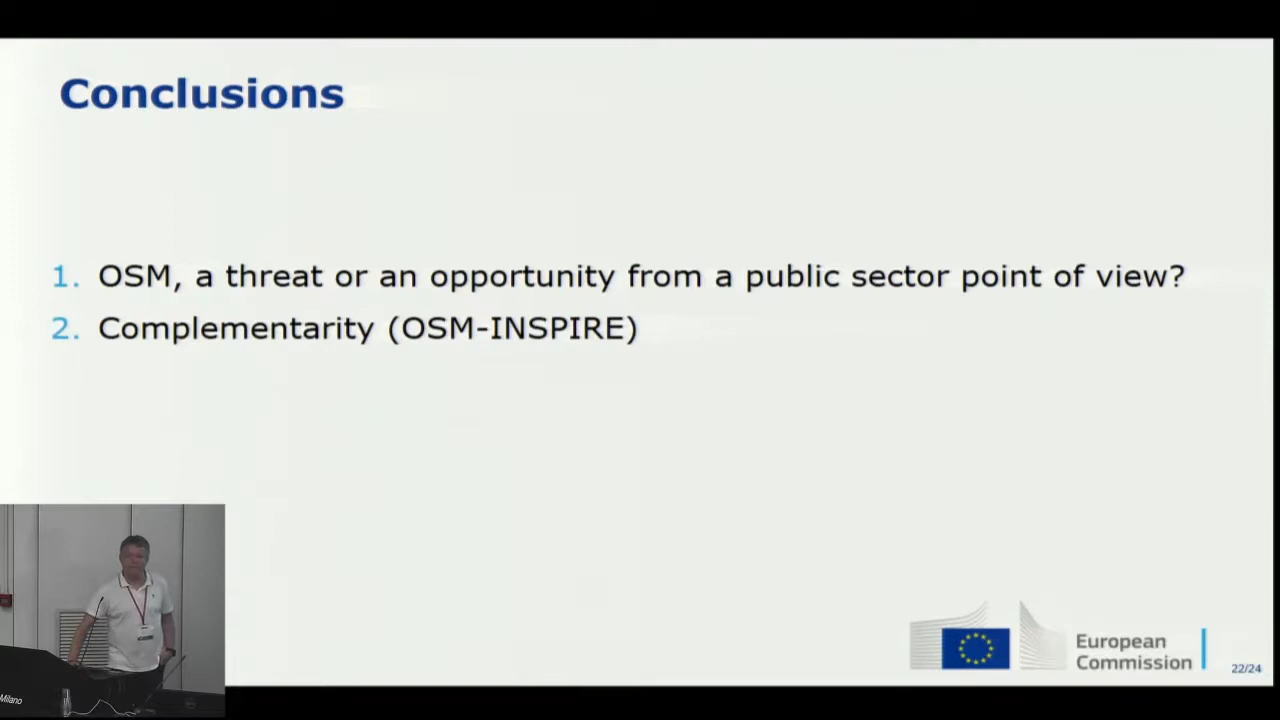 Conclusions
1. OSM, a threat or an opportunity from a public sector point of view?
2. Complementarity (OSM-INSPIRE)
European
Commission
22/24
Milano